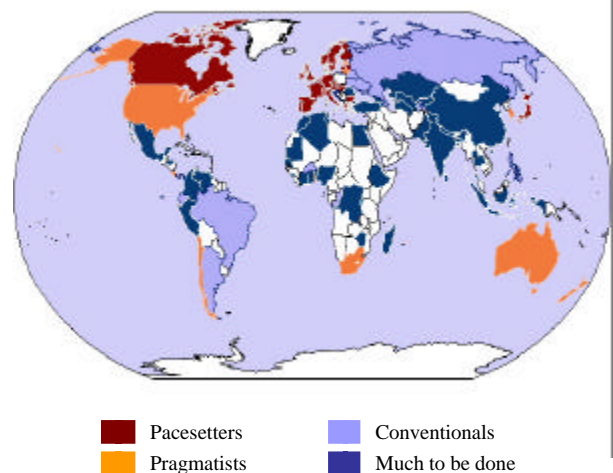 Pacesetters
Conventionals
Pragmatists
Much to be done